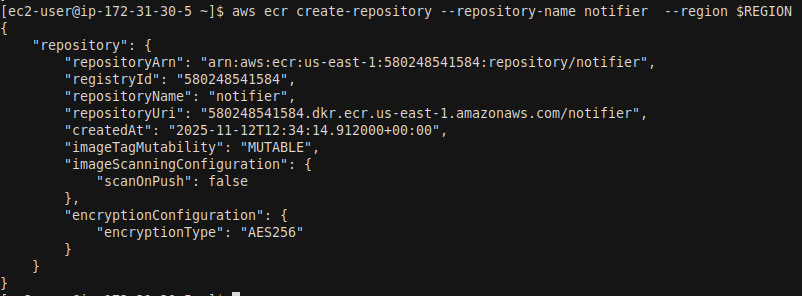 [ec2-user@ip-172-31-30-5 ~]$ aws ecr create-repository --repository-name notifier  --region $REGION
{
    "repository": {
        "repositoryArn": "arn:aws:ecr:us-east-1:580248541584:repository/notifier",
        "registryId": "580248541584",
        "repositoryName": "notifier",
        "repositoryUri": "580248541584.dkr.ecr.us-east-1.amazonaws.com/notifier",
        "createdAt": "2025-11-12T12:34:14.912000+00:00",
        "imageTagMutability": "MUTABLE",
        "imageScanningConfiguration": {
            "scanOnPush": false
        },
        "encryptionConfiguration": {
            "encryptionType": "AES256"
        }
    }
}